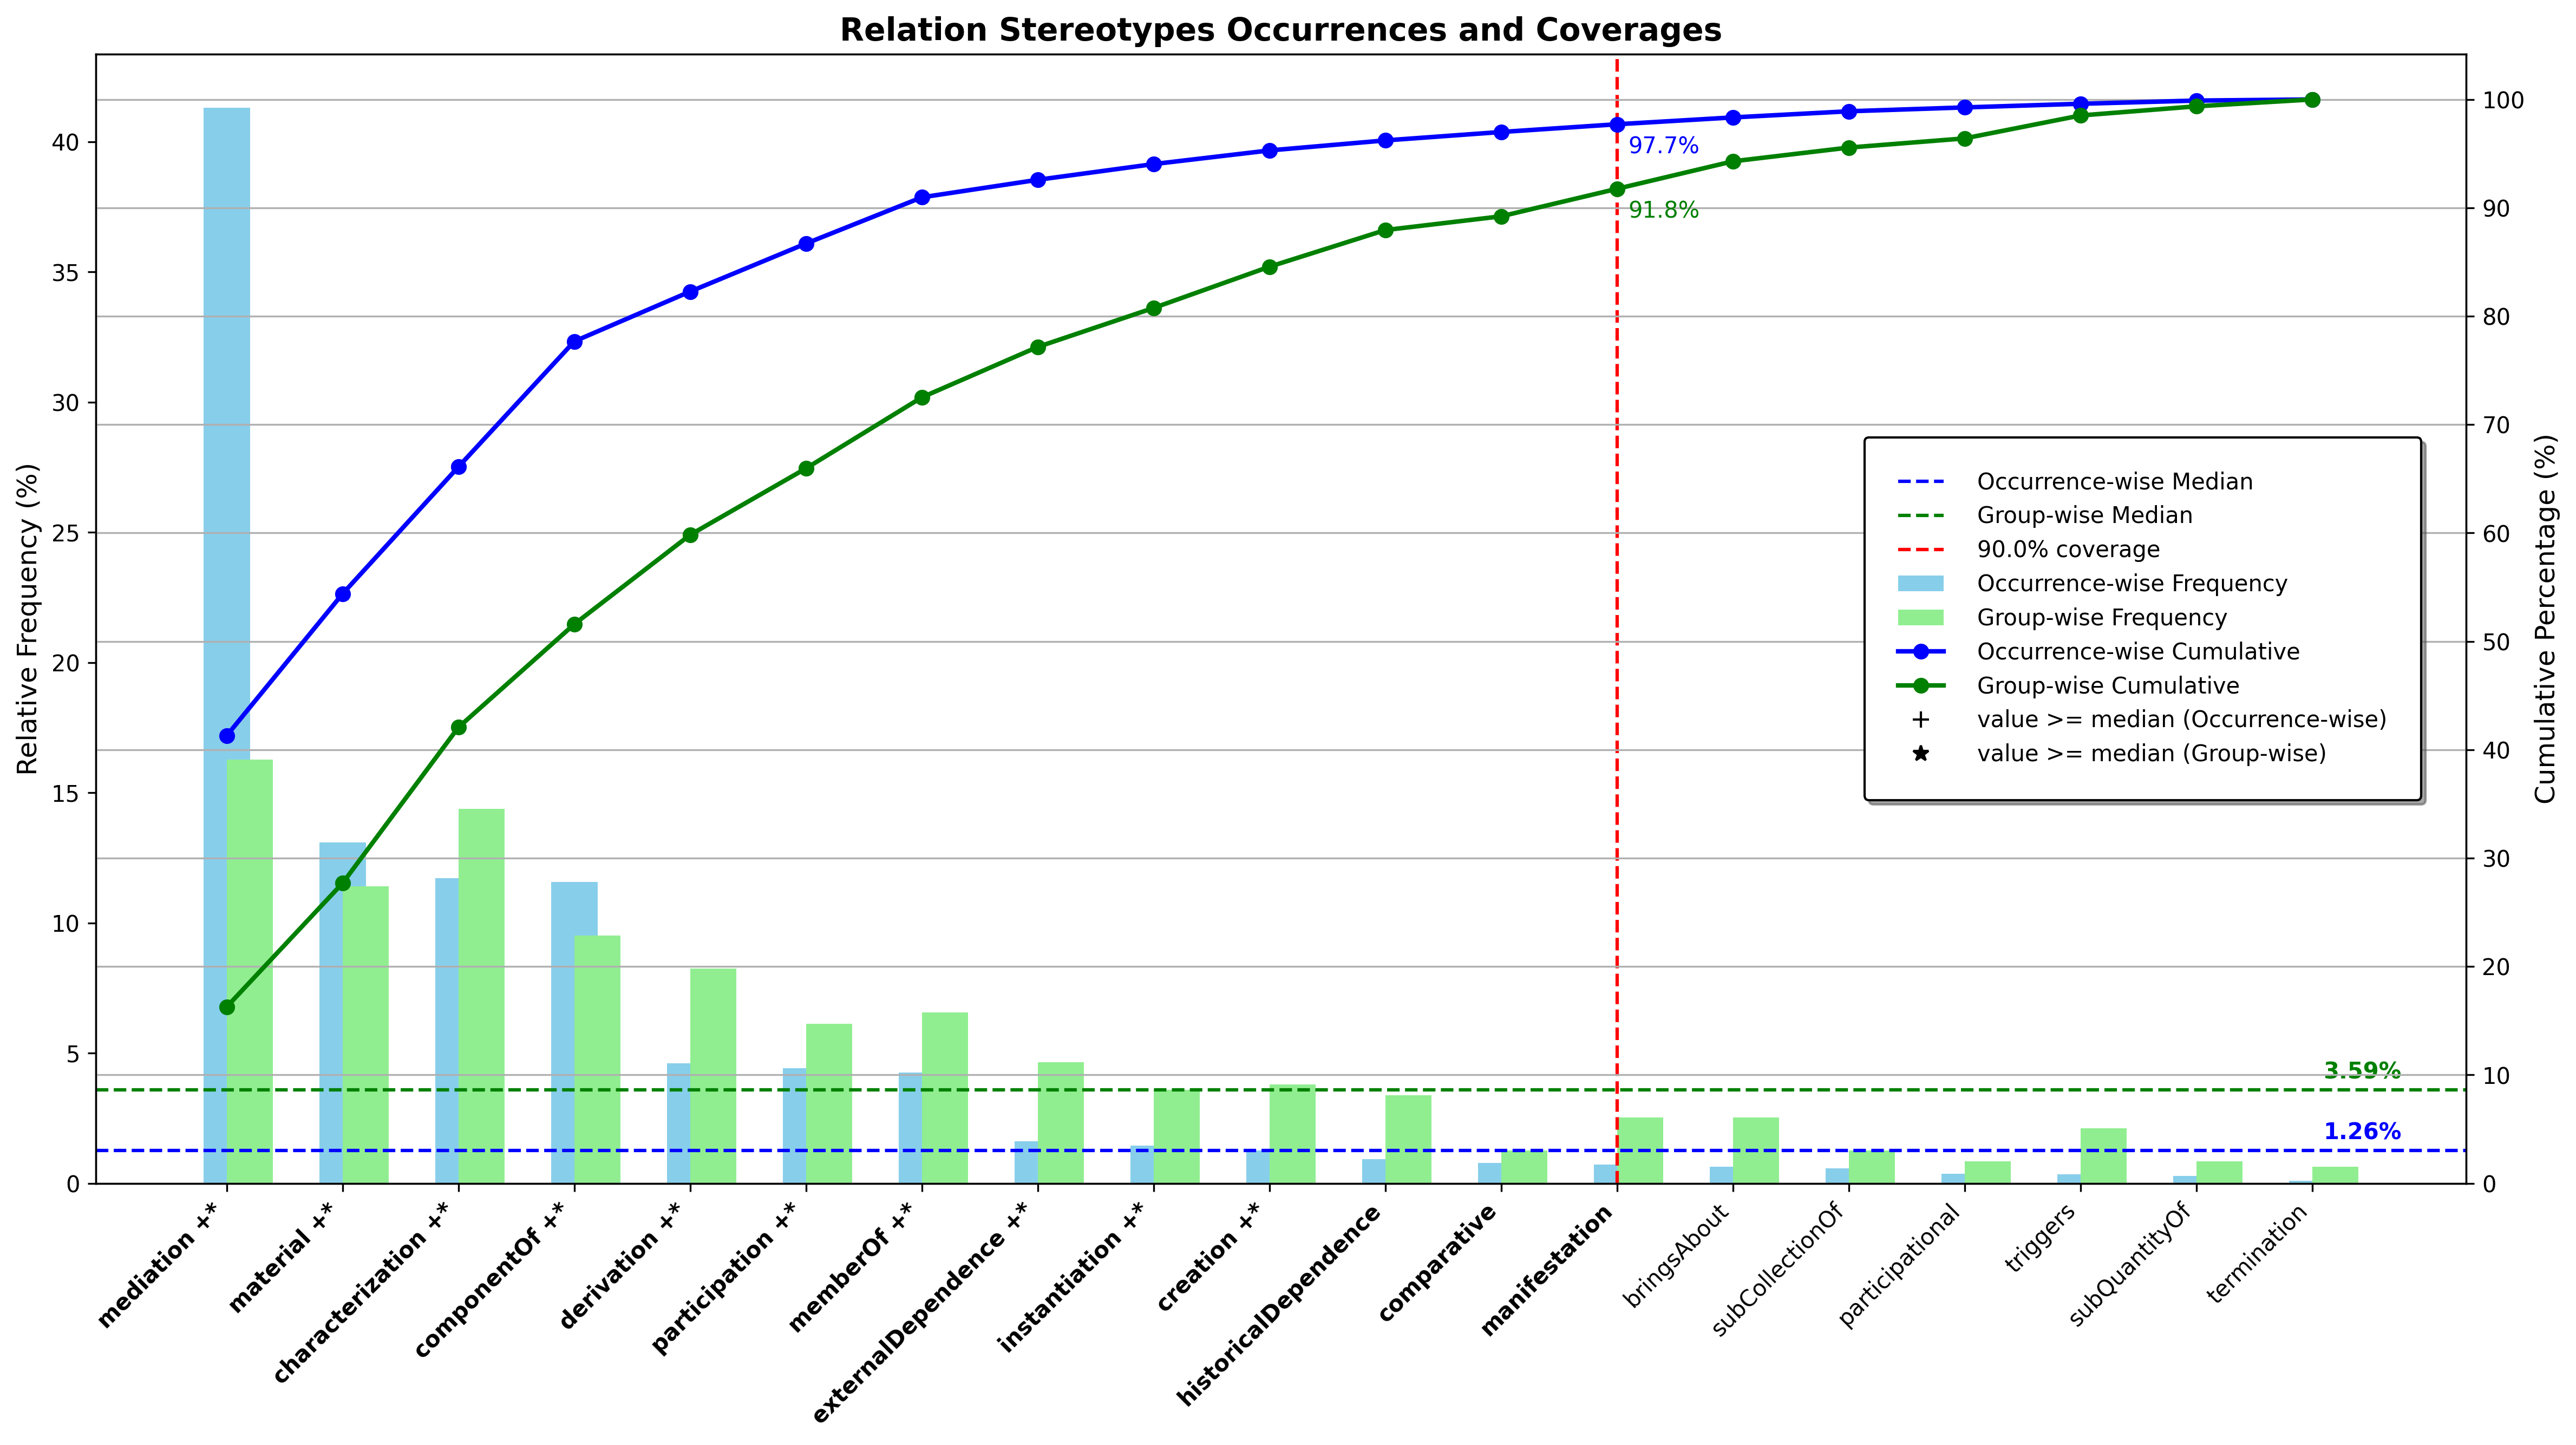 Relation Stereotypes Occurrences and Coverages
Relative Frequency (%)
40
35
30
25
20
15
10
5
0
100
90
80
70
60
50
40
30
20
10
0
Cumulative Percentage (%)
97.7%
91.8%
3.59%
1.26%
Occurrence-wise Median
Group-wise Median
90.0% coverage
Occurrence-wise Frequency
Group-wise Frequency
Occurrence-wise Cumulative
Group-wise Cumulative
value >= median (Occurrence-wise)
value >= median (Group-wise)
mediation +*
material +*
characterization +*
componentOf +*
derivation +*
participation +*
memberOf +*
externalDependence +*
instantiation +*
creation +*
historicalDependence
comparative
manifestation
bringsAbout
subCollectionOf
participational
triggers
subQuantityOf
termination